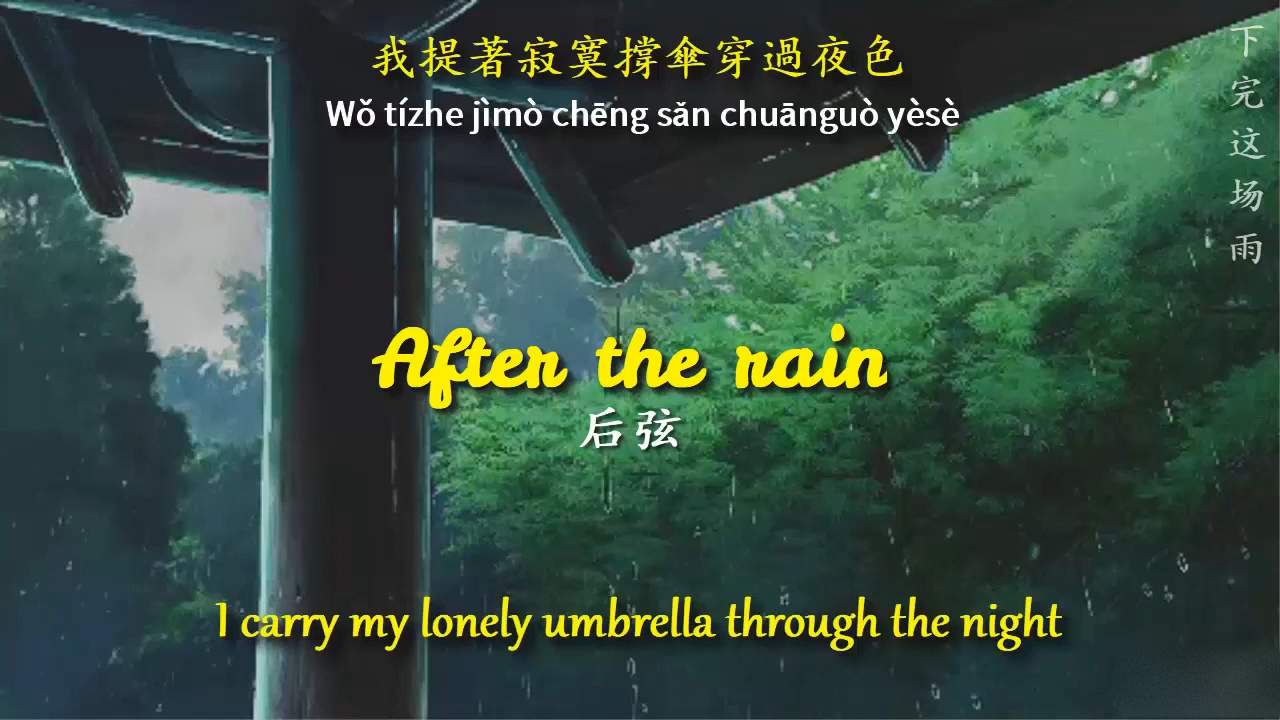 我提著寂寞撐傘穿過夜色
Wǒ tízhe jìmò chēng sǎn chuānguò yèsè
下完这场雨
After the rain
后弦
I carry my lonely umbrella through the night